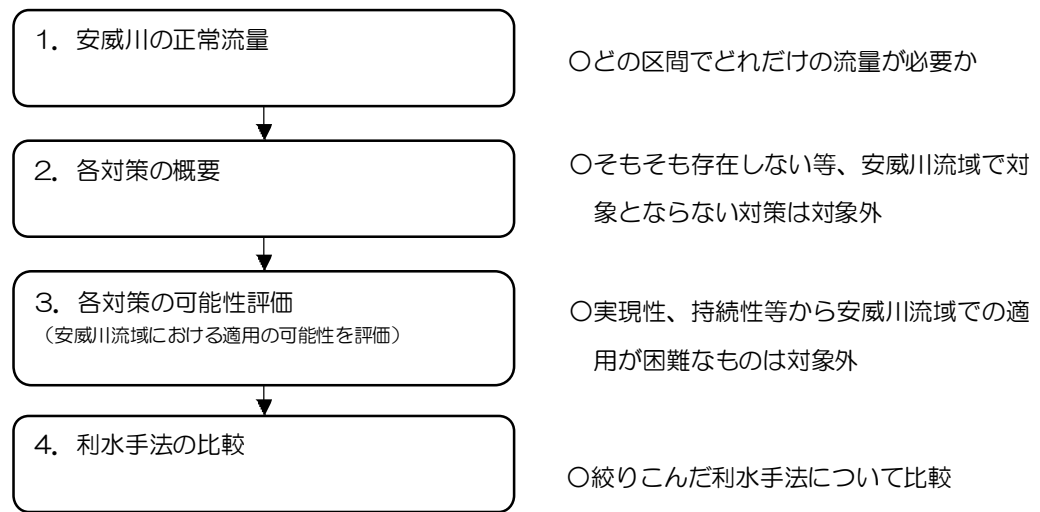 1．安威川の正常流量
〇どの区間でどれだけの流量が必要か
2．各対策の概要
〇そもそも存在しない等、安威川流域で対
象とならない対策は対象外
3．各対策の可能性評価
（安威川流域における適用の可能性を評価）
〇実現性、持続性等から安威川流域での適
用が困難なものは対象外
4．利水手法の比較
〇絞りこんだ利水手法について比較